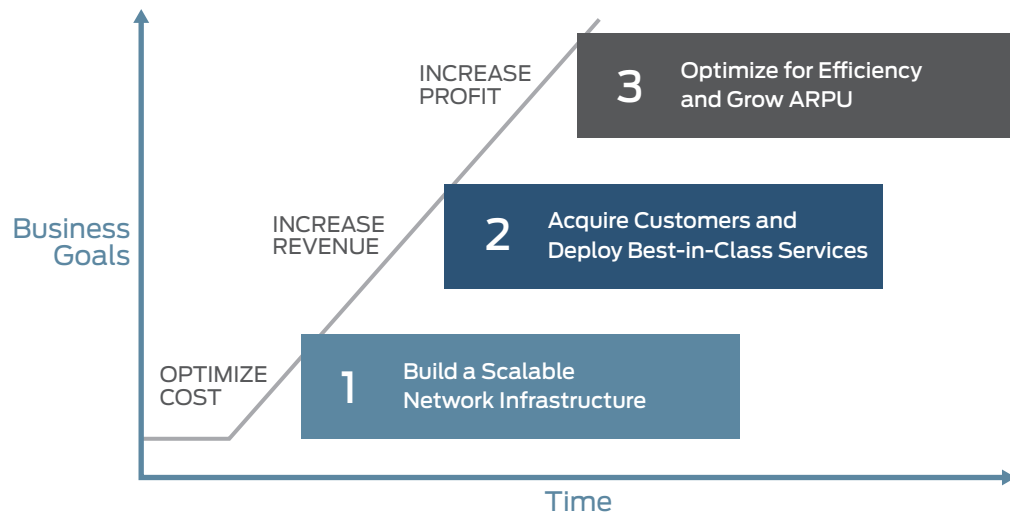 INCREASE
PROFIT
3
Optimize for Efficiency
and Grow ARPU
Business
Goals
INCREASE
REVENUE
2
Acquire Customers and
Deploy Best-in-Class Services
OPTIMIZE
COST
1
Build a Scalable
Network Infrastructure
Time